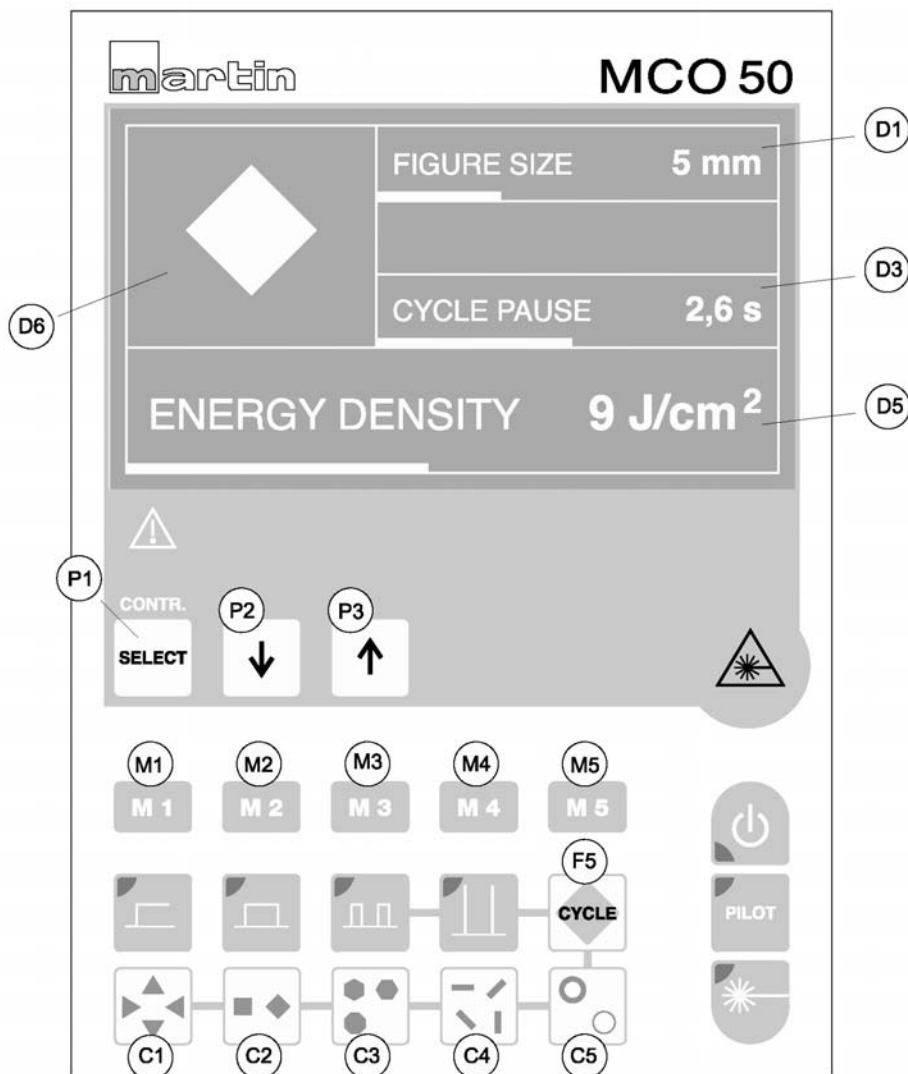 martin MCO 50
D1
FIGURE SIZE 5 mm
D3
CYCLE PAUSE 2,6 s
D6
D5
ENERGY DENSITY 9 J/cm²
P1
CONTR.
P2
P3
SELECT
M1 M2 M3 M4 M5
M 1 M 2 M 3 M 4 M 5
F5
CYCLE
PILOT
C1 C2 C3 C4 C5